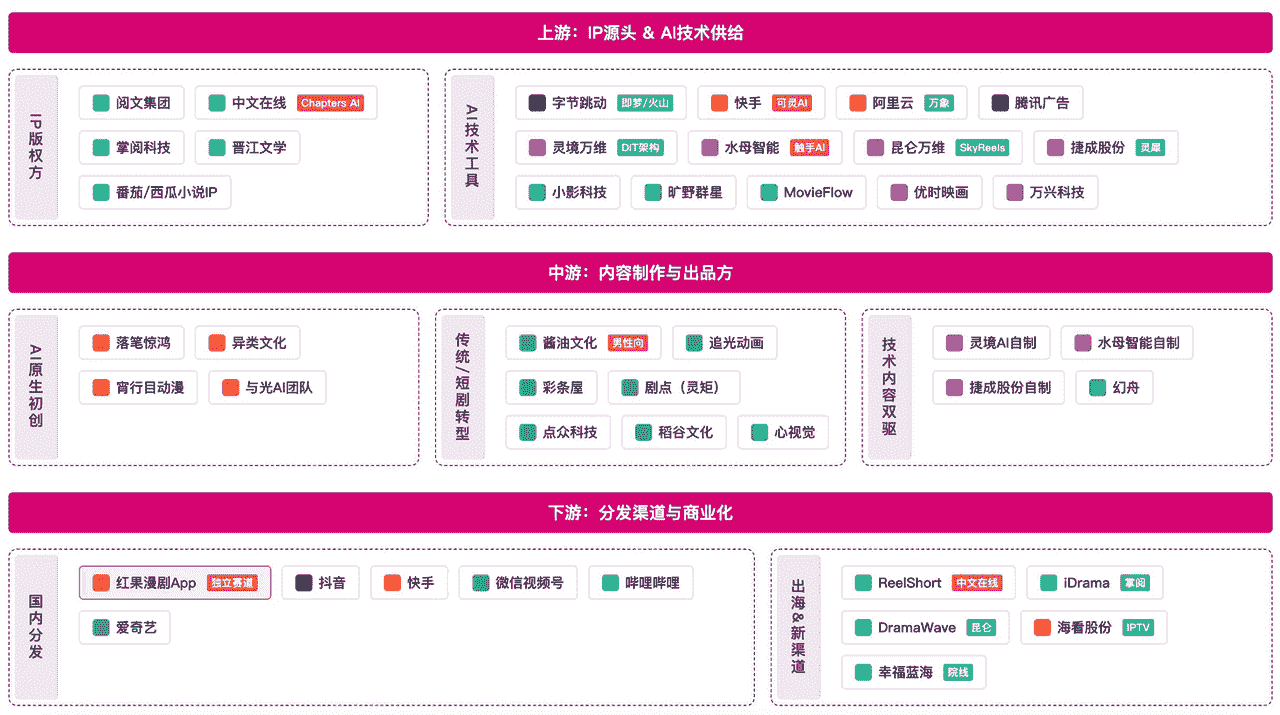 上游：IP源头 & AI技术供给
IP版权方
阅文集团
中文在线 Chapters AI
掌阅科技
晋江文学
番茄/西瓜小说IP
AI技术工具
字节跳动 即梦/火山
快手 可灵AI
阿里云 万象
腾讯广告
灵境万维 DiT架构
水母智能 触手AI
昆仑万维 SkyReels
捷成股份 灵犀
小影科技
旷野群星
MovieFlow
优时映画
万兴科技
中游：内容制作与出品方
AI原生初创
落笔惊鸿
异类文化
宵行目动漫
与光AI团队
传统/短剧转型
酱油文化 男性向
追光动画
彩条屋
剧点（灵矩）
点众科技
稻谷文化
心视觉
技术内容双驱
灵境AI自制
水母智能自制
捷成股份自制
幻舟
下游：分发渠道与商业化
国内分发
红果漫剧App 独立赛道
抖音
快手
微信视频号
哔哩哔哩
爱奇艺
出海&新渠道
ReelShort 中文在线
iDrama 掌阅
DramaWave 昆仑
海看股份 IPTV
幸福蓝海 院线